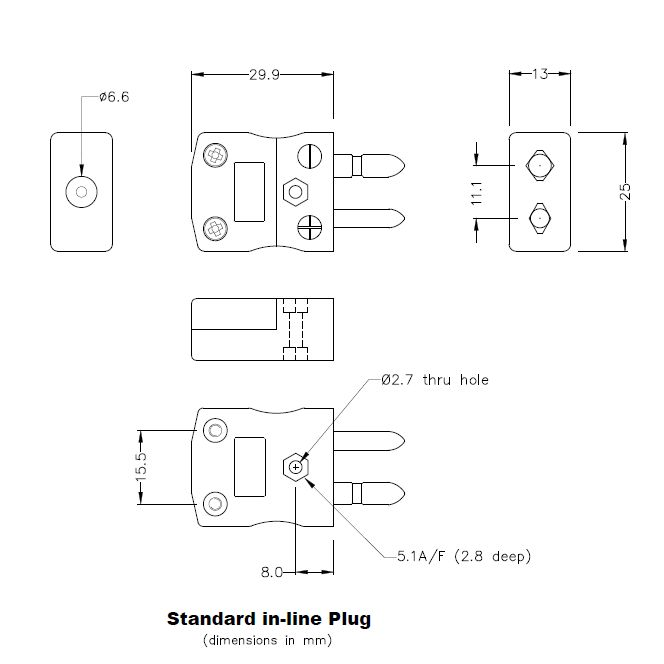 29.9
13
ø6.6
11.1
25
Ø2.7 thru hole
15.5
5.1A/F (2.8 deep)
8.0
Standard in-line Plug
(dimensions in mm)